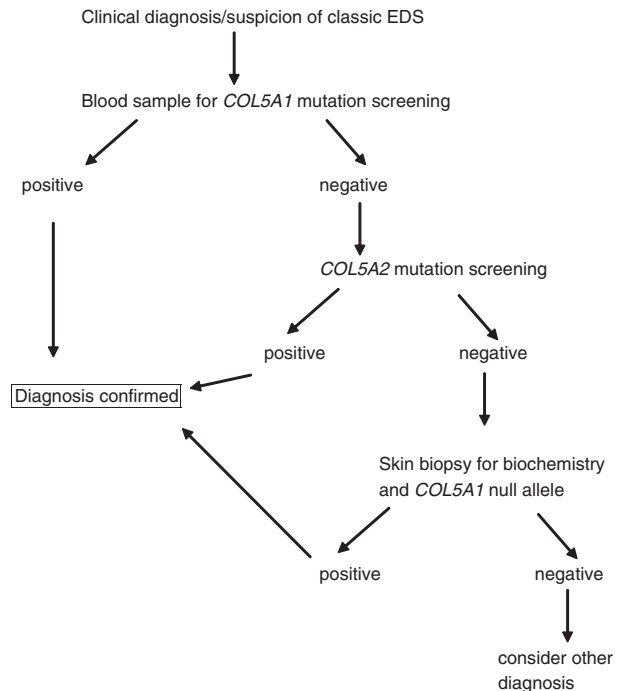 Clinical diagnosis/suspicion of classic EDS
Blood sample for COL5A1 mutation screening
positive
negative
COL5A2 mutation screening
positive
negative
Diagnosis confirmed
Skin biopsy for biochemistry
and COL5A1 null allele
positive
negative
consider other
diagnosis